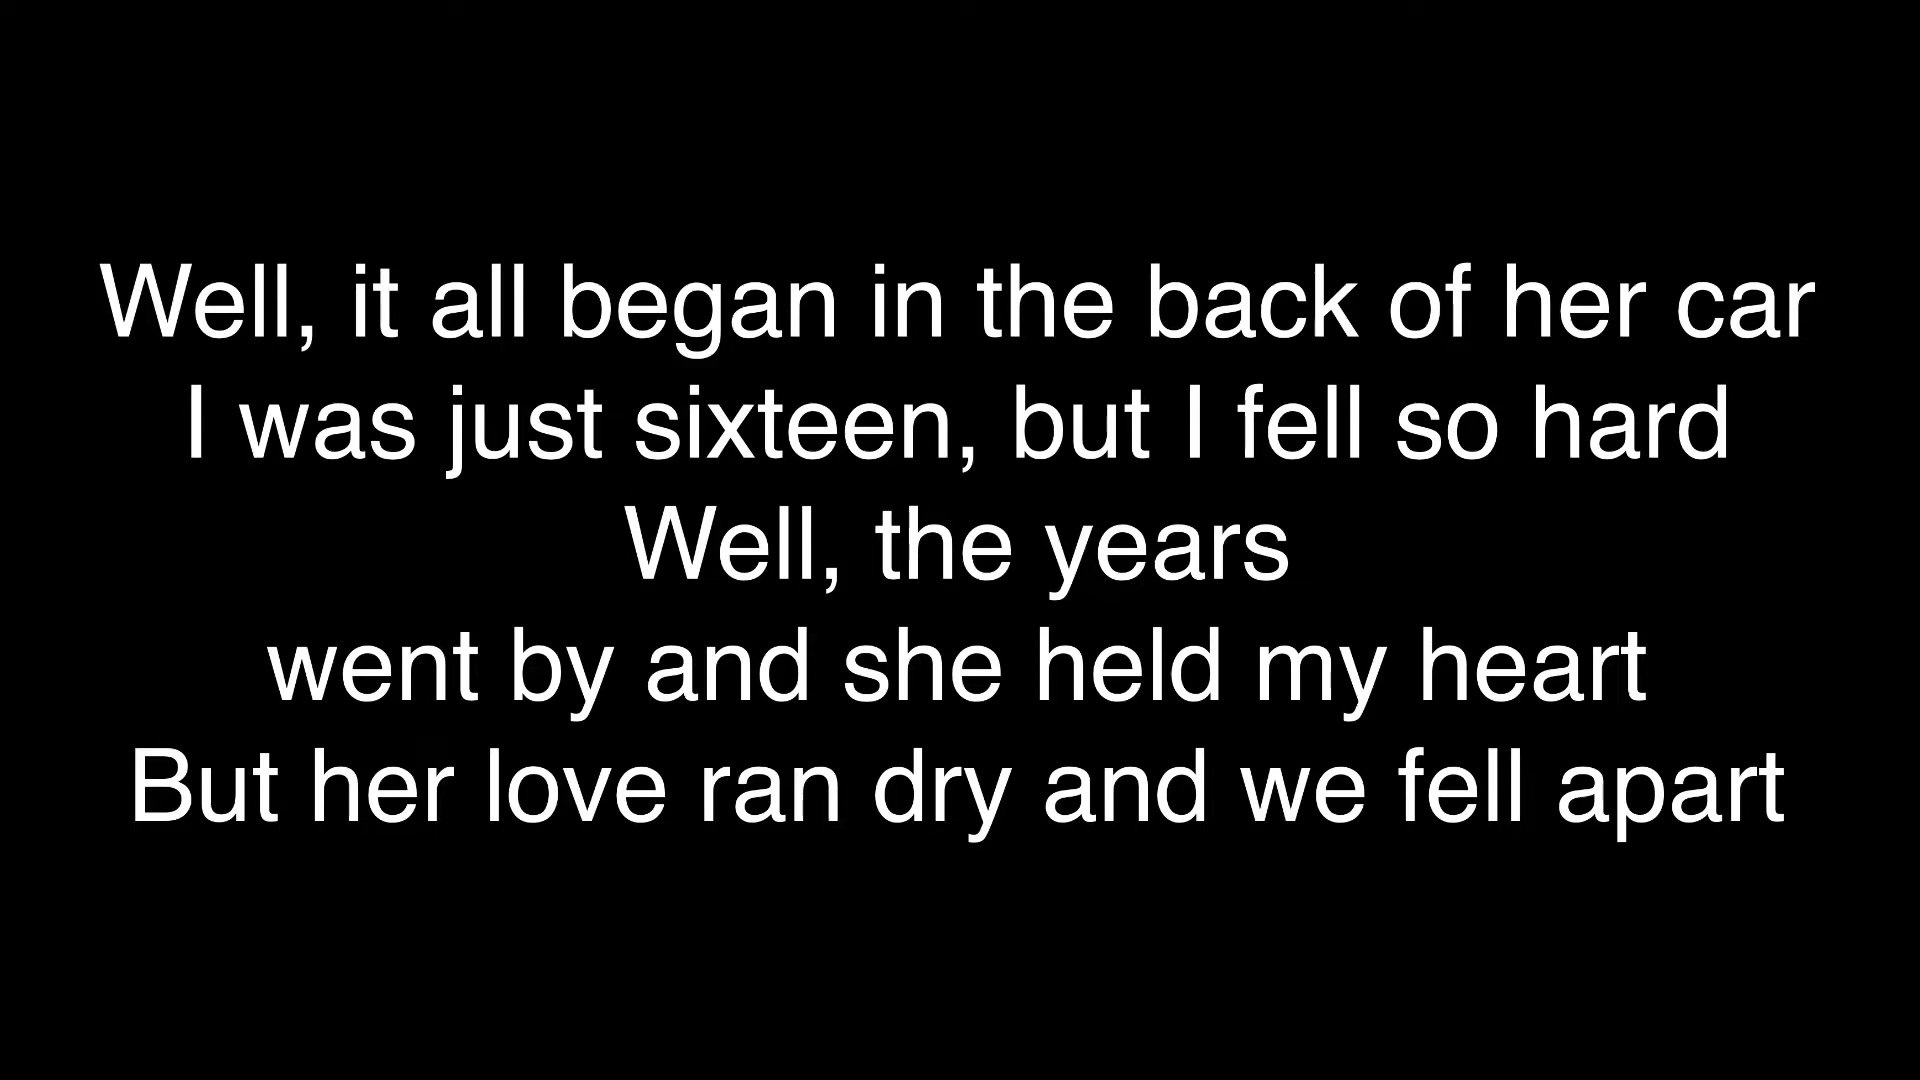 Well, it all began in the back of her car
I was just sixteen, but I fell so hard
Well, the years
went by and she held my heart
But her love ran dry and we fell apart